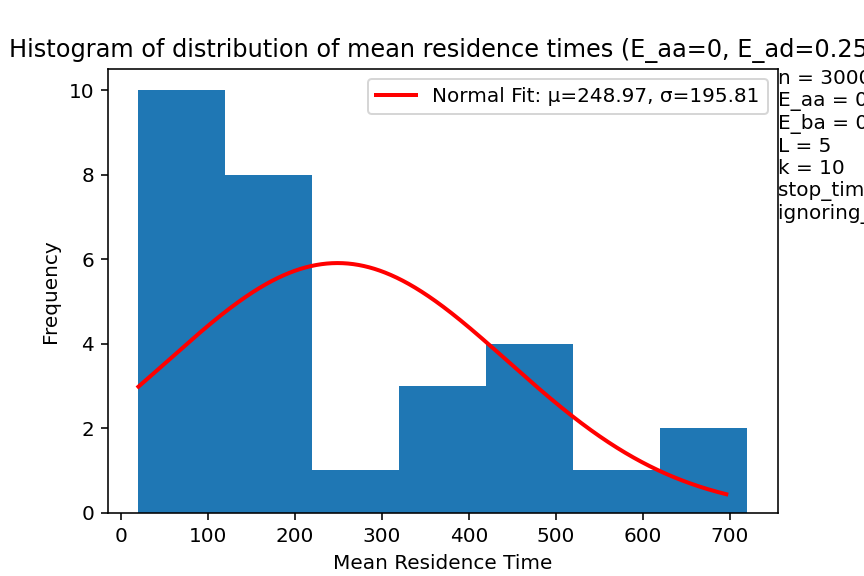 Histogram of distribution of mean residence times (E_aa=0, E_ad=0.25
n = 3000
E_aa = 0
E_ba = 0
L = 5
k = 10
stop_tim
ignoring_
Normal Fit: μ=248.97, σ=195.81
Frequency
10
8
6
4
2
0
0 100 200 300 400 500 600 700
Mean Residence Time